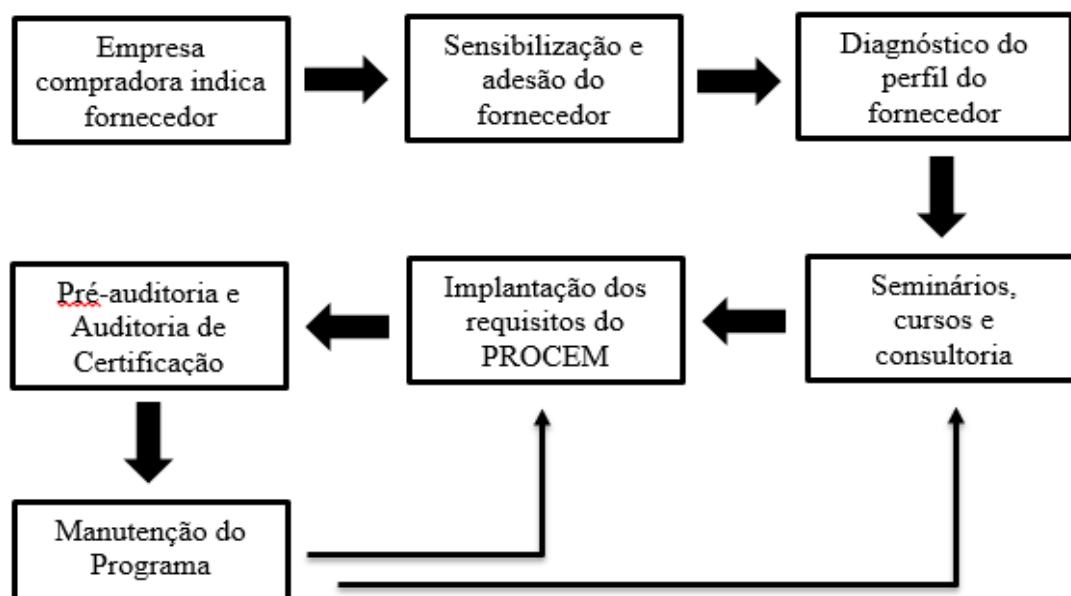 Empresa
compradora indica
fornecedor
Sensibilização e
adesão do
fornecedor
Diagnóstico do
perfil do
fornecedor
Seminários,
cursos e
consultoria
Implantação dos
requisitos do
PROCEM
Pré-auditoria e
Auditoria de
Certificação
Manutenção do
Programa